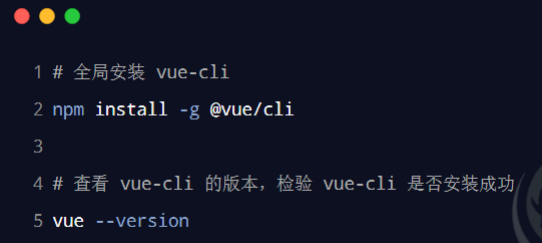 1 # 全局安装 vue-cli
2 npm install -g @vue/cli
3
4 # 查看 vue-cli 的版本，检验 vue-cli 是否安装成功
5 vue --version